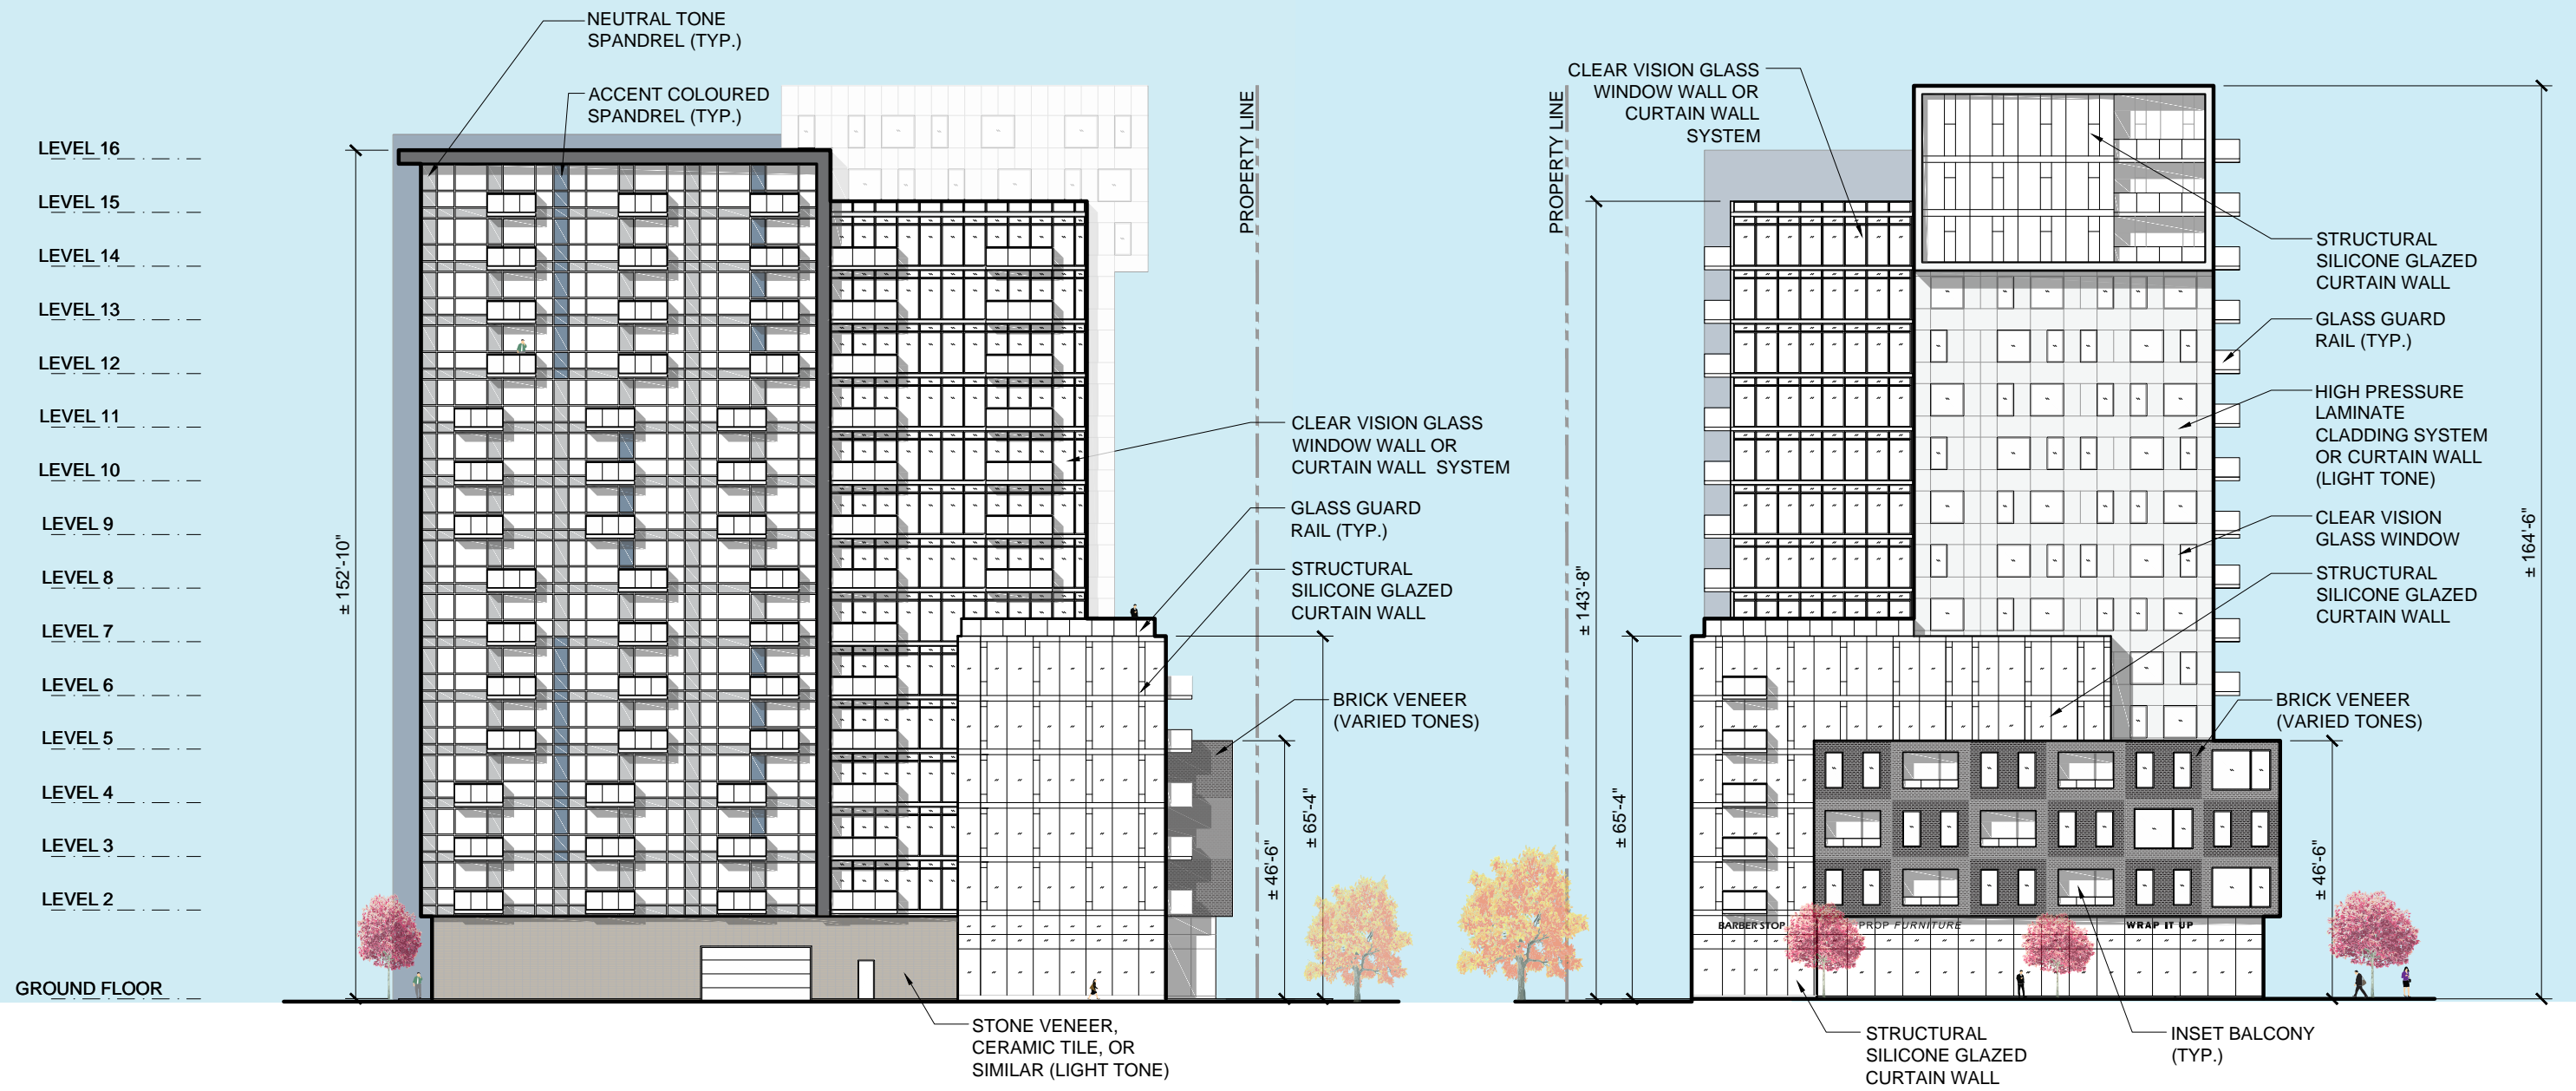 NEUTRAL TONE
SPANDREL (TYP.)
ACCENT COLOURED
SPANDREL (TYP.)
LEVEL 16
LEVEL 15
LEVEL 14
LEVEL 13
LEVEL 12
LEVEL 11
LEVEL 10
LEVEL 9
LEVEL 8
LEVEL 7
LEVEL 6
LEVEL 5
LEVEL 4
LEVEL 3
LEVEL 2
GROUND FLOOR
± 152'-10"
PROPERTY LINE
CLEAR VISION GLASS
WINDOW WALL OR
CURTAIN WALL SYSTEM
GLASS GUARD
RAIL (TYP.)
STRUCTURAL
SILICONE GLAZED
CURTAIN WALL
BRICK VENEER
(VARIED TONES)
± 46'-6"
± 65'-4"
STONE VENEER,
CERAMIC TILE, OR
SIMILAR (LIGHT TONE)
CLEAR VISION GLASS
WINDOW WALL OR
CURTAIN WALL
SYSTEM
PROPERTY LINE
± 143'-8"
± 65'-4"
STRUCTURAL
SILICONE GLAZED
CURTAIN WALL
GLASS GUARD
RAIL (TYP.)
HIGH PRESSURE
LAMINATE
CLADDING SYSTEM
OR CURTAIN WALL
(LIGHT TONE)
CLEAR VISION
GLASS WINDOW
STRUCTURAL
SILICONE GLAZED
CURTAIN WALL
BRICK VENEER
(VARIED TONES)
± 164'-6"
± 46'-6"
BARBER STOP
PROP FURNITURE
WRAP IT UP
STRUCTURAL
SILICONE GLAZED
CURTAIN WALL
INSET BALCONY
(TYP.)